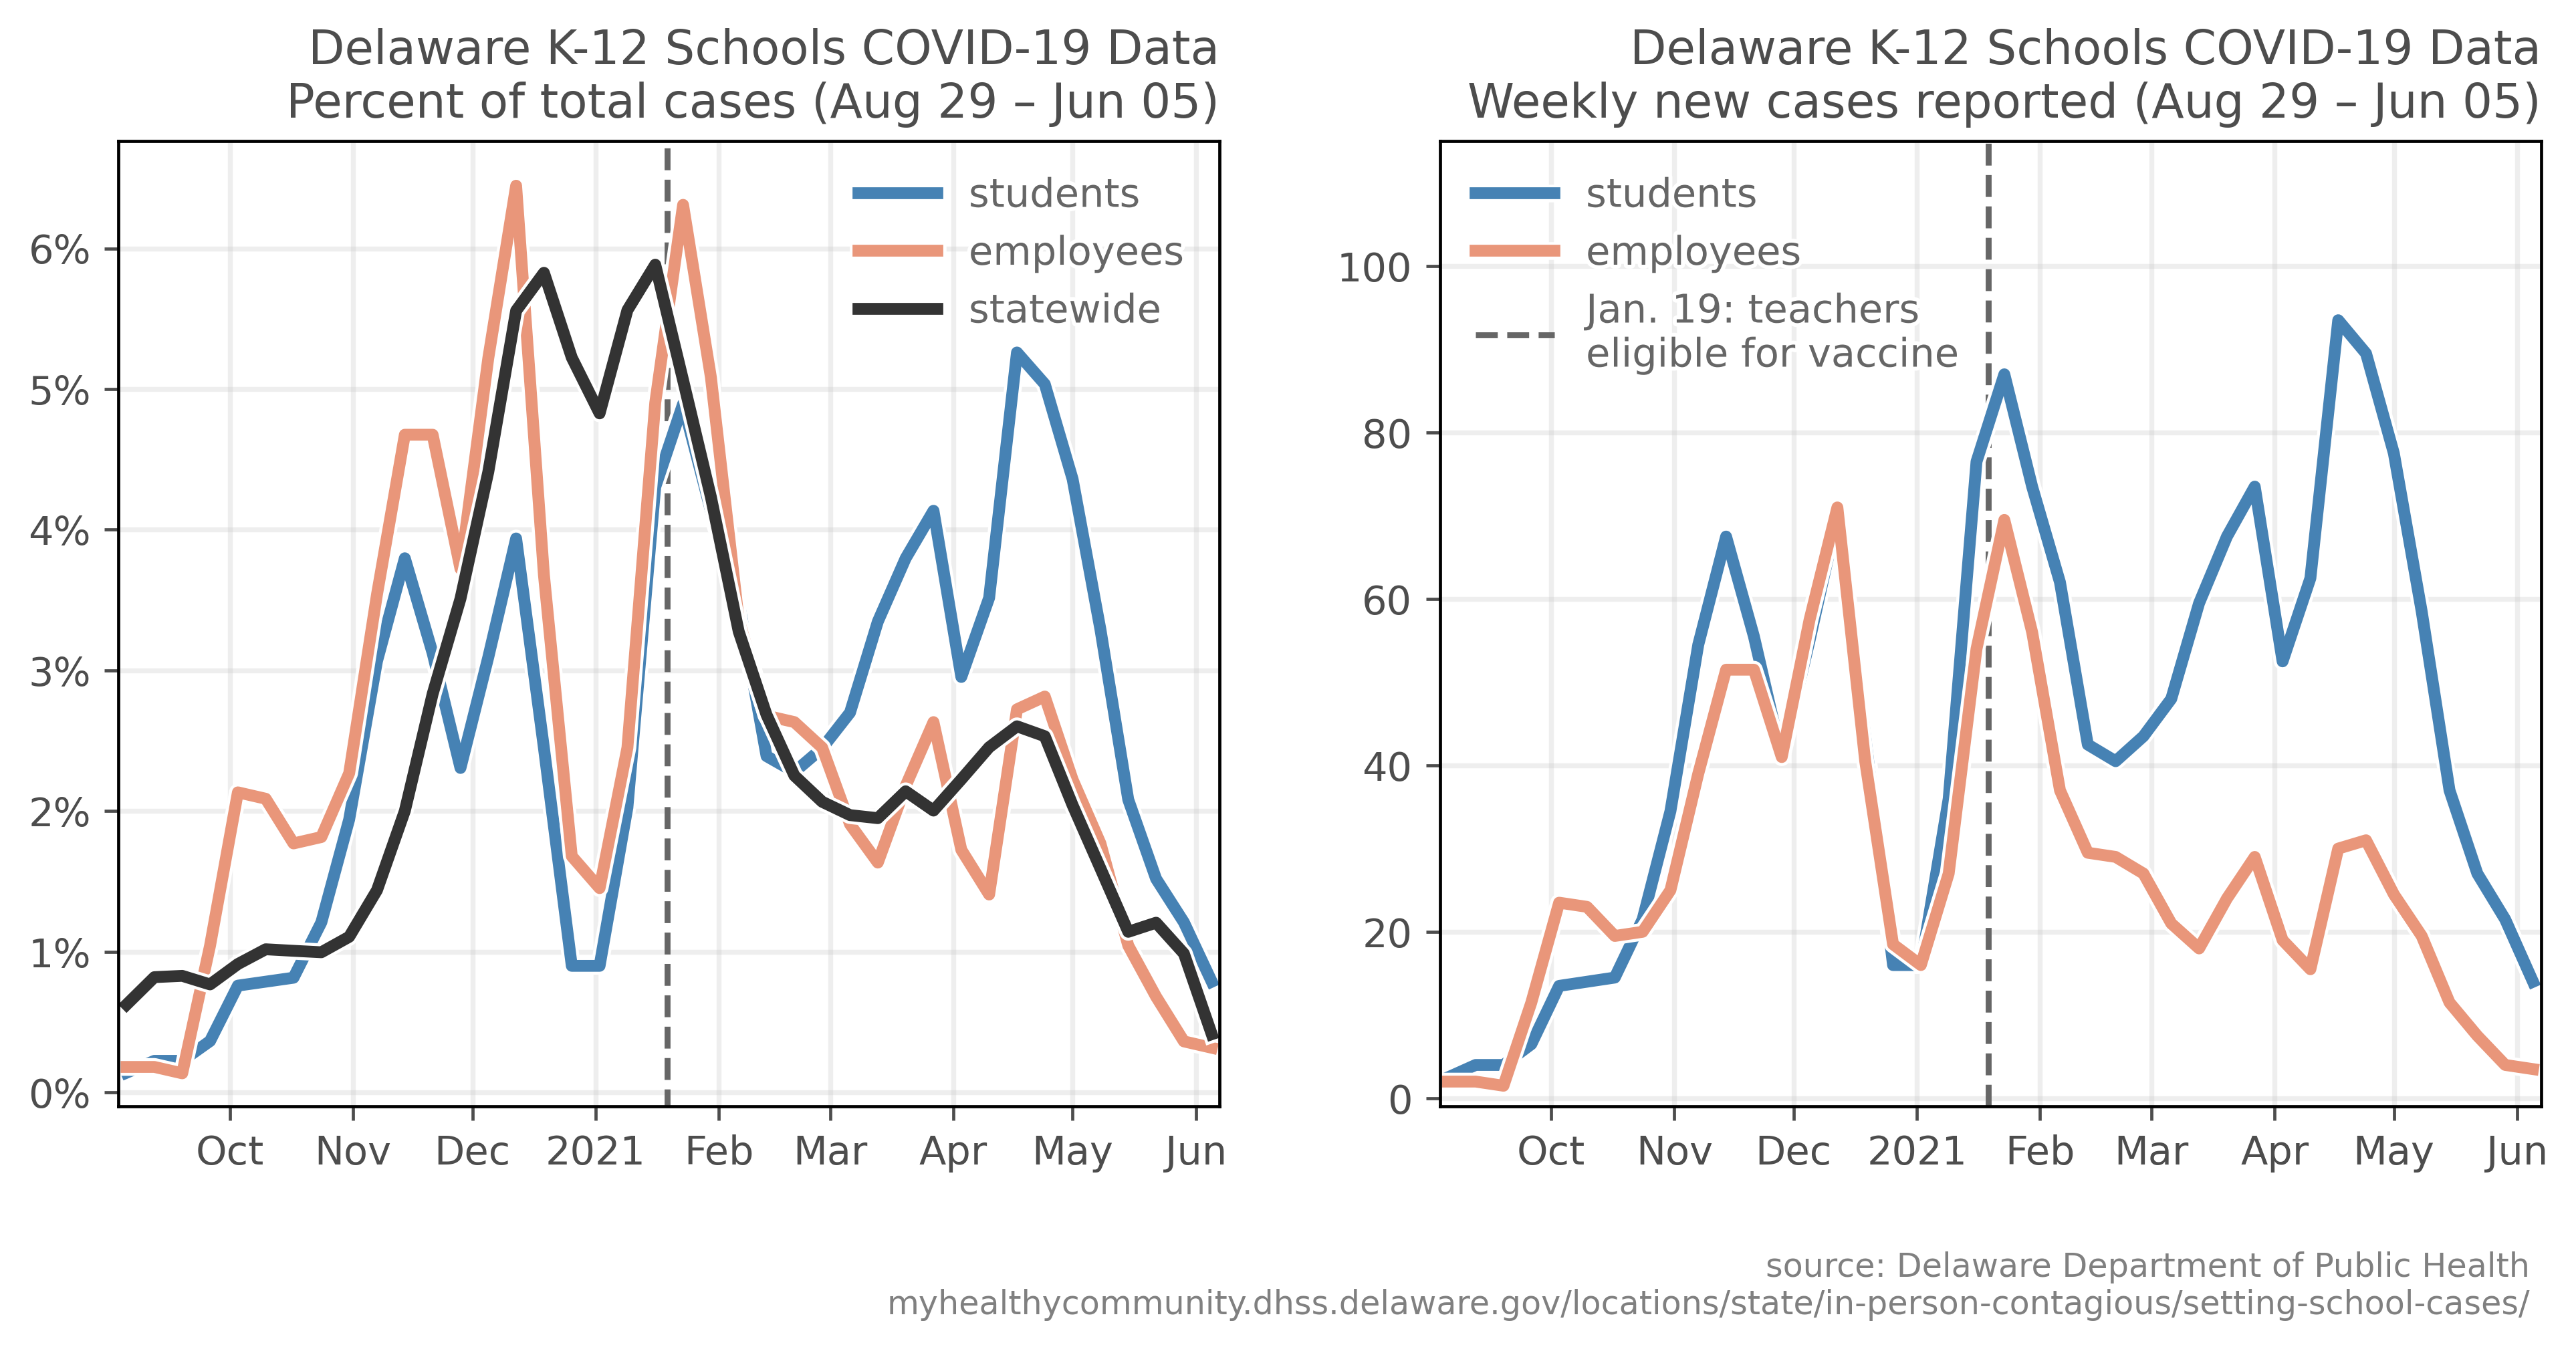 Delaware K-12 Schools COVID-19 Data
Percent of total cases (Aug 29 – Jun 05)
students
employees
statewide
6%
5%
4%
3%
2%
1%
0%
Oct
Nov
Dec
2021
Feb
Mar
Apr
May
Jun
Delaware K-12 Schools COVID-19 Data
Weekly new cases reported (Aug 29 – Jun 05)
students
employees
Jan. 19: teachers
eligible for vaccine
100
80
60
40
20
0
Oct
Nov
Dec
2021
Feb
Mar
Apr
May
Jun
source: Delaware Department of Public Health
myhealthycommunity.dhss.delaware.gov/locations/state/in-person-contagious/setting-school-cases/